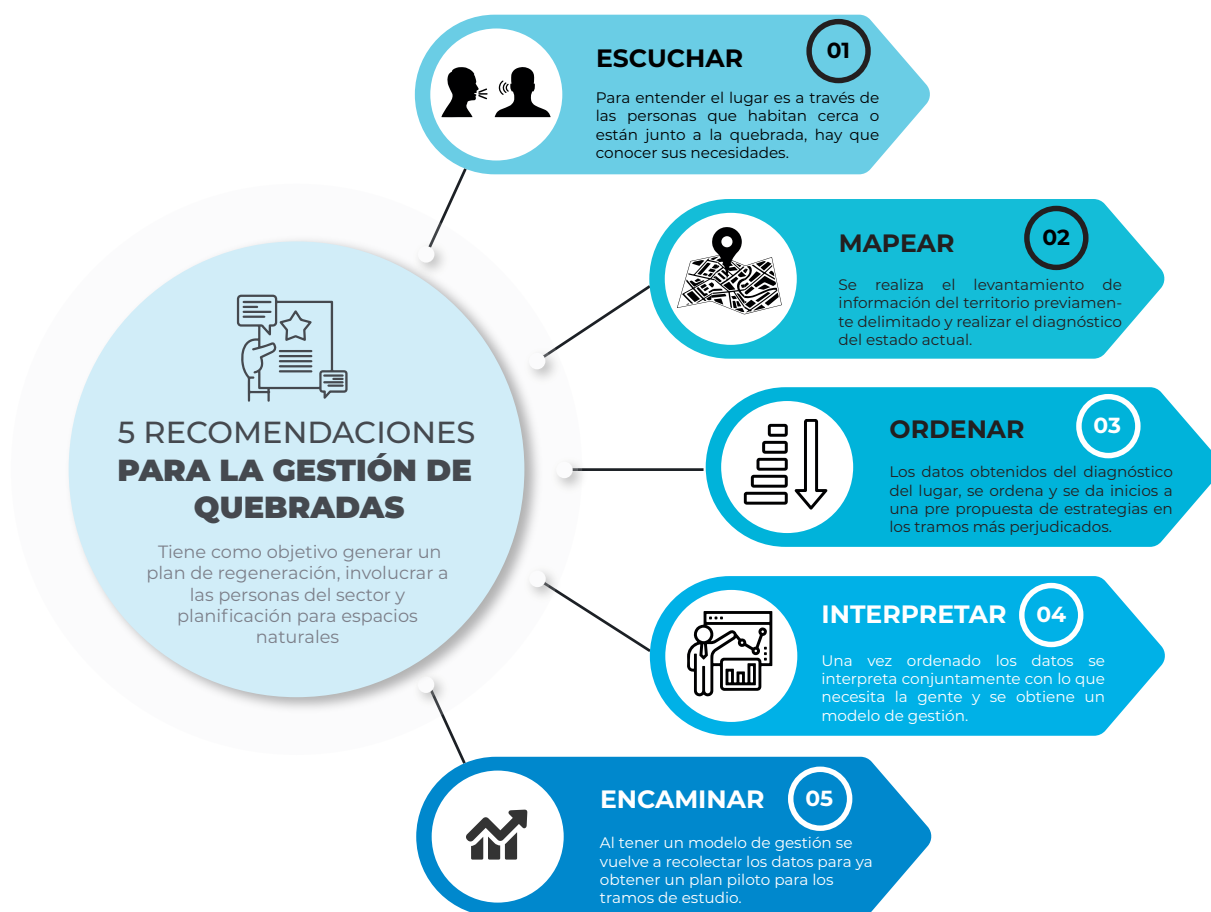 5 RECOMENDACIONES
PARA LA GESTIÓN DE
QUEBRADAS
Tiene como objetivo generar un
plan de regeneración, involucrar a
las personas del sector y
planificación para espacios
naturales
ESCUCHAR
01
Para entender el lugar es a través de
las personas que habitan cerca o
están junto a la quebrada, hay que
conocer sus necesidades.
MAPEAR
02
Se realiza el levantamiento de
información del territorio previamen-
te delimitado y realizar el diagnóstico
del estado actual.
ORDENAR
03
Los datos obtenidos del diagnóstico
del lugar, se ordena y se da inicios a
una pre propuesta de estrategias en
los tramos más perjudicados.
INTERPRETAR
04
Una vez ordenado los datos se
interpreta conjuntamente con lo que
necesita la gente y se obtiene un
modelo de gestión.
ENCAMINAR
05
Al tener un modelo de gestión se
vuelve a recolectar los datos para ya
obtener un plan piloto para los
tramos de estudio.